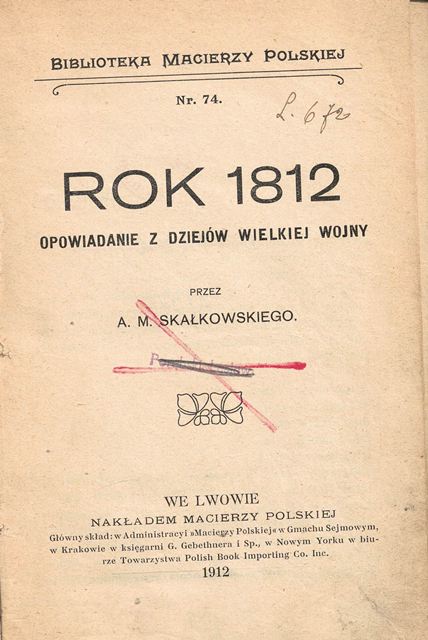 BIBLIOTEKA MACIERZY POLSKIEJ
Nr. 74.
L. 672
ROK 1812
OPOWIADANIE Z DZIEJÓW WIELKIEJ WOJNY
PRZEZ
A. M. SKAŁKOWSKIEGO.
WE LWOWIE
NAKŁADEM MACIERZY POLSKIEJ
Główny skład: w Administracyi »Macierzy Polskiej« w Gmachu Sejmowym,
w Krakowie w księgarni G. Gebethnera i Sp., w Nowym Yorku w biu-
rze Towarzystwa Polish Book Importing Co. Inc.
1912